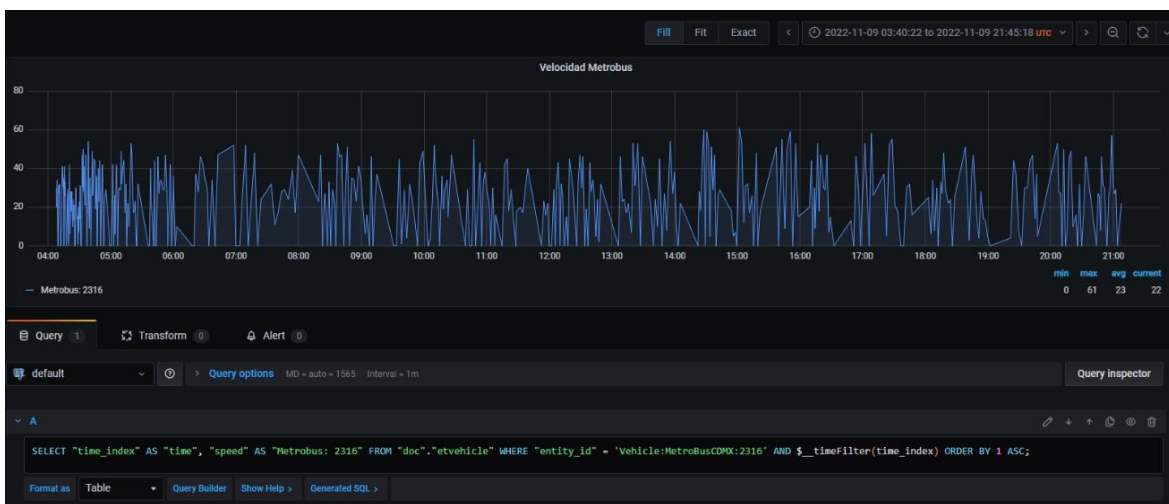 Fill Fit Exact 2022-11-09 03:40:22 to 2022-11-09 21:45:18 UTC
Velocidad Metrobus
80
60
40
20
0
04:00 05:00 06:00 07:00 08:00 09:00 10:00 11:00 12:00 13:00 14:00 15:00 16:00 17:00 18:00 19:00 20:00 21:00
min max avg current
Metrobus: 2316 0 61 23 22
Query 1 Transform 0 Alert 0
default Query options MD = auto = 1565 Interval = 1m Query inspector
A
SELECT "time_index" AS "time", "speed" AS "Metrobus: 2316" FROM "doc"."etvehicle" WHERE "entity_id" = 'Vehicle:MetroBusCDMX:2316' AND $__timeFilter(time_index) ORDER BY 1 ASC;
Format as Table Query Builder Show Help > Generated SQL >